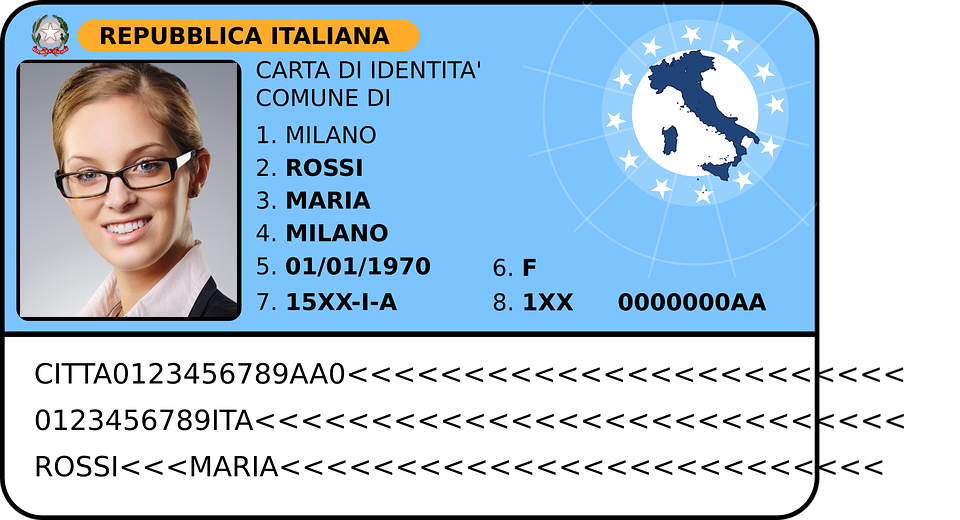 REPUBBLICA ITALIANA
CARTA DI IDENTITA'
COMUNE DI
1. MILANO
2. ROSSI
3. MARIA
4. MILANO
5. 01/01/1970 6. F
7. 15XX-I-A 8. 1XX 0000000AA
CITTA0123456789AA0<<<<<<<<<<<<<<<<<<<<<<<<
0123456789ITA<<<<<<<<<<<<<<<<<<<<<<<<<<<<
ROSSI<<<MARIA<<<<<<<<<<<<<<<<<<<<<<<<<<